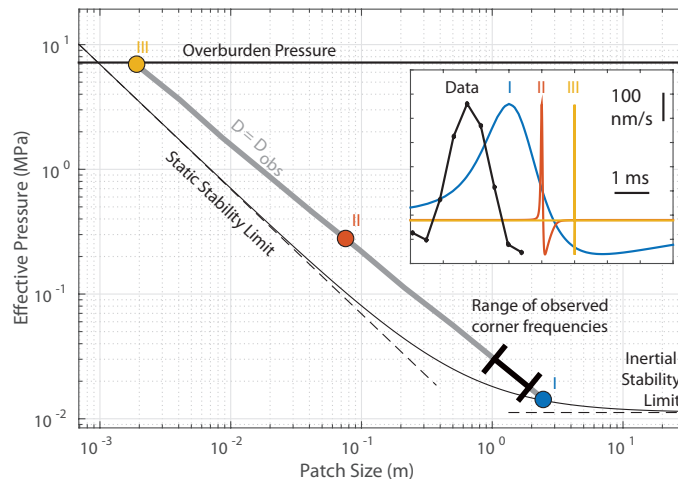 III
Overburden Pressure
Data
I
II
III
100
nm/s
1 ms
D = D obs
Static Stability Limit
II
Range of observed
corner frequencies
I
Inertial
Stability
Limit
10^1
10^0
10^-1
10^-2
Effective Pressure (MPa)
10^-3
10^-2
10^-1
10^0
10^1
Patch Size (m)